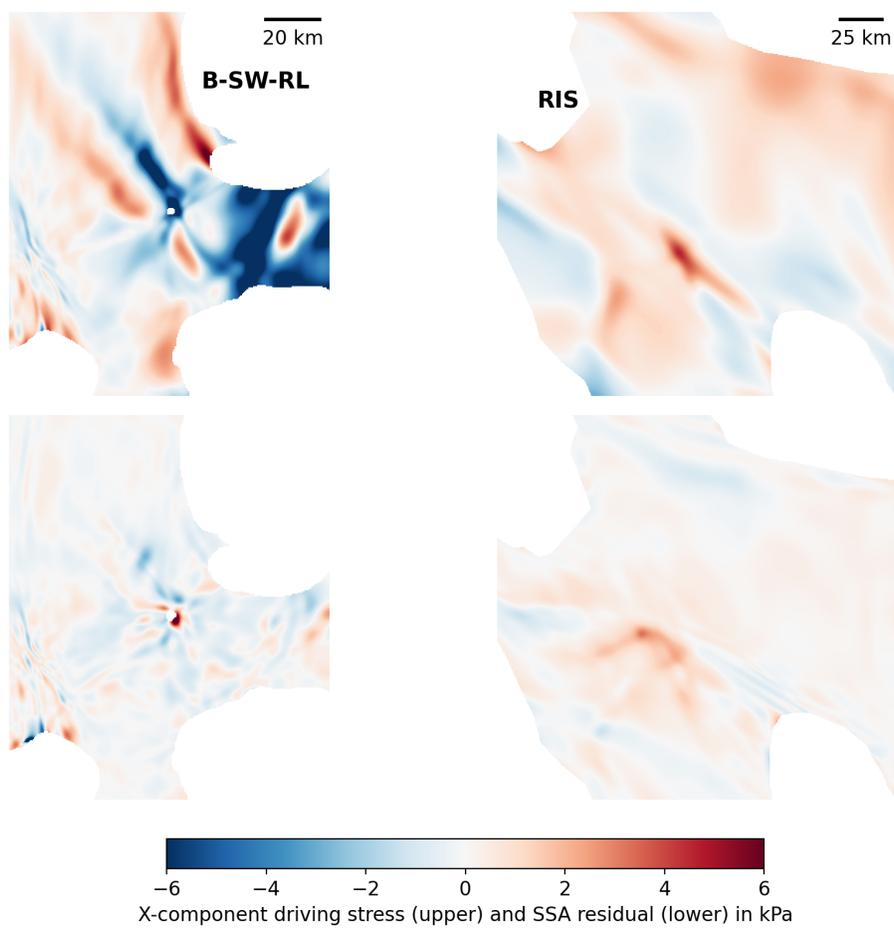 20 km
25 km
B-SW-RL
RIS
−6 −4 −2 0 2 4 6
X-component driving stress (upper) and SSA residual (lower) in kPa